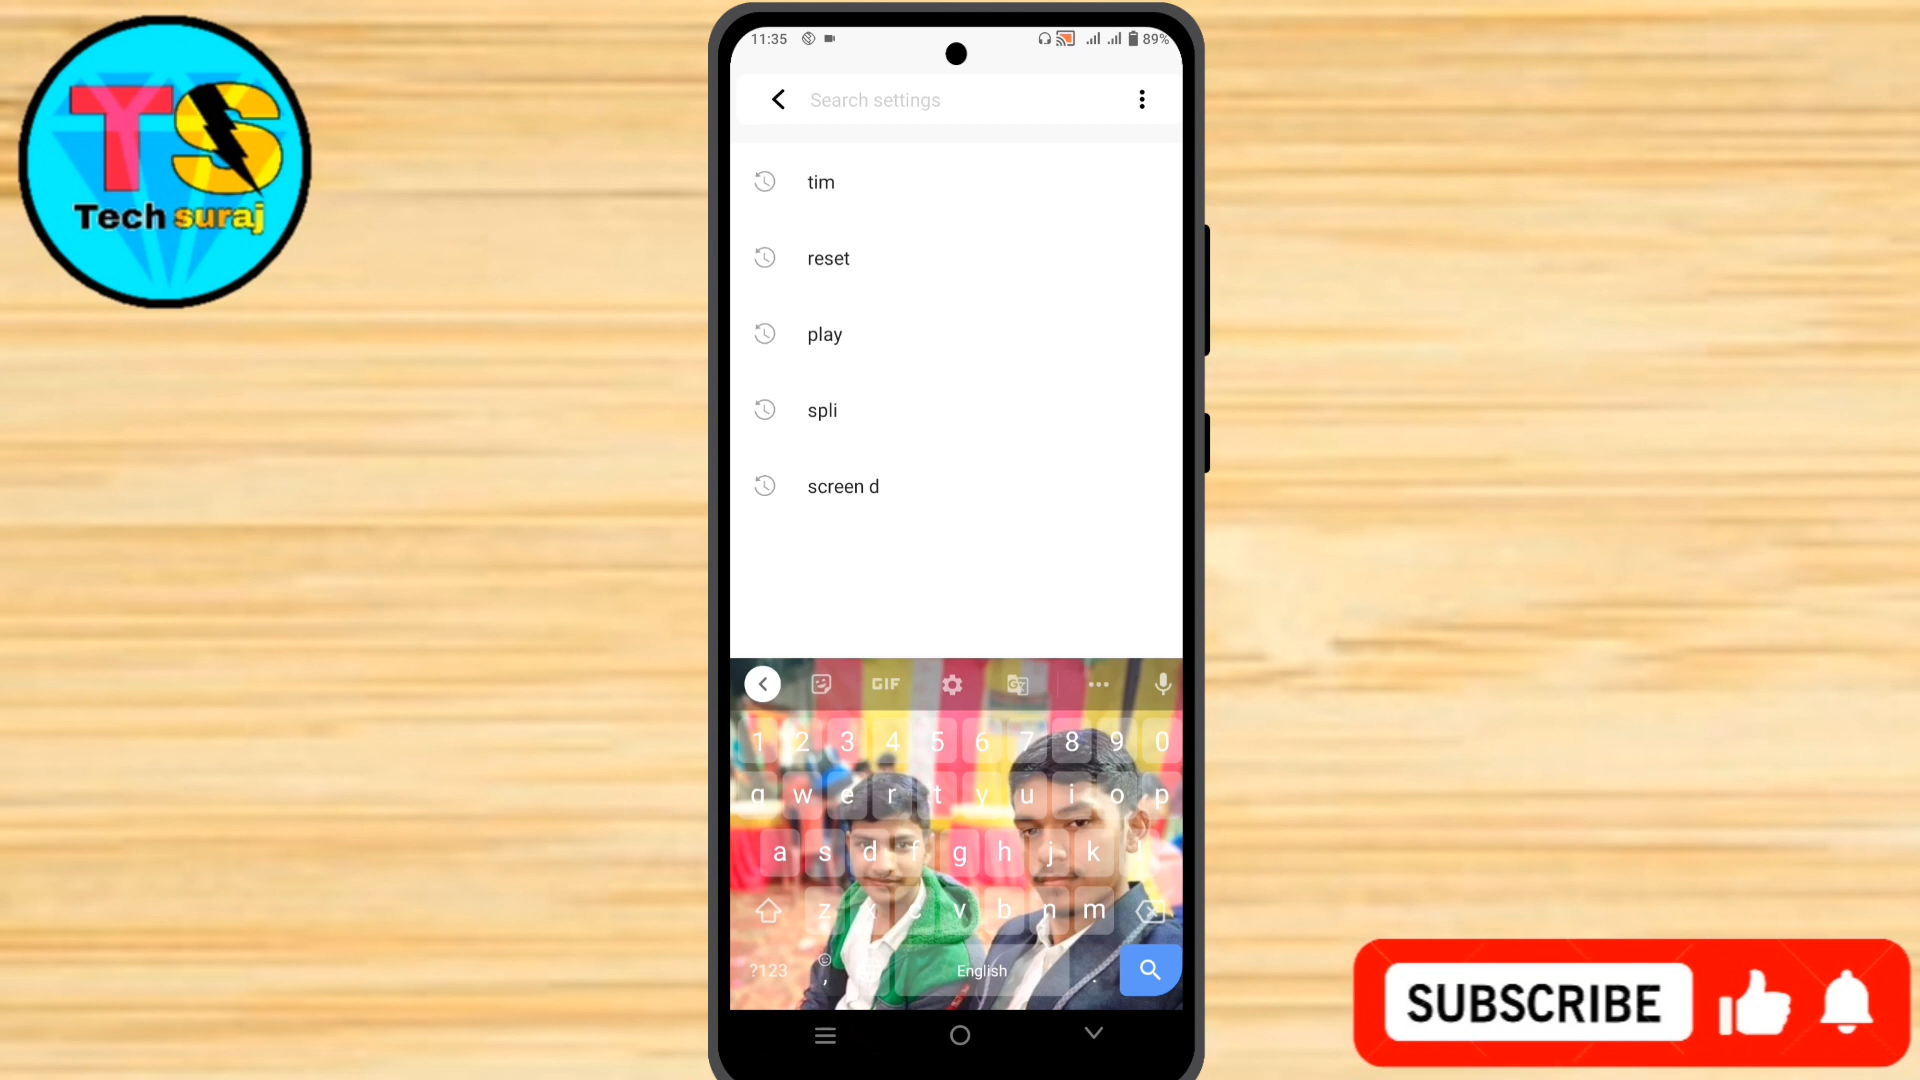 TS
Tech suraj
11:35
89%
Search settings
tim
reset
play
spli
screen d
GIF
1 2 3 4 5 6 7 8 9 0
q w e r t y u i o p
a s d f g h j k l
z x c v b n m
?123 , English .
SUBSCRIBE